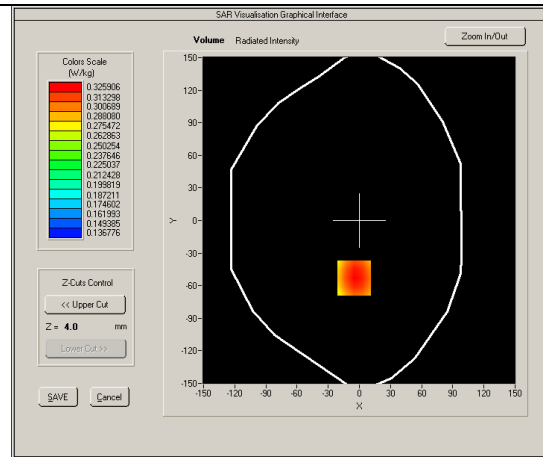 SAR Visualisation Graphical Interface
Volume Radiated Intensity
Zoom In/Out
Colors Scale
(W/kg)
0.325906
0.313298
0.300689
0.288080
0.275472
0.262863
0.250254
0.237646
0.225037
0.212428
0.199819
0.187211
0.174602
0.161993
0.149385
0.136776
Z-Cuts Control
<< Upper Cut
Z = 4.0 mm
Lower Cut >>
SAVE Cancel
150
120
90
60
30
0
-30
-60
-90
-120
-150
Y
-150 -120 -90 -60 -30 0 30 60 90 120 150
X